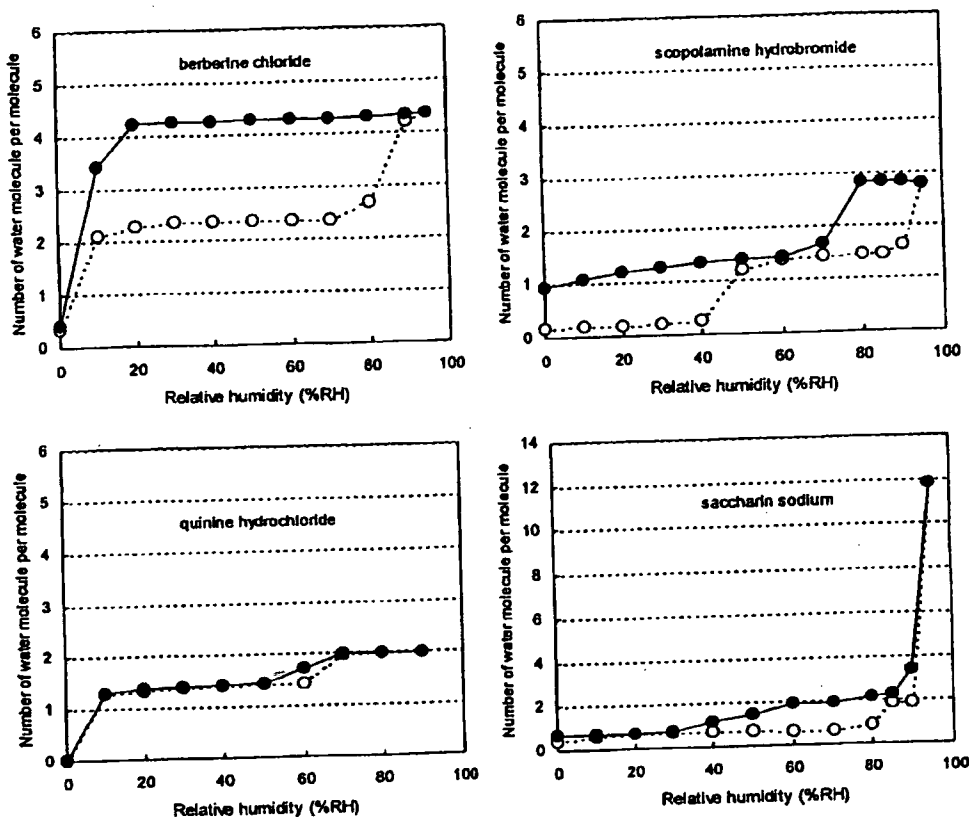 berberine chloride
Number of water molecule per molecule
6
5
4
3
2
1
0
0 20 40 60 80 100
Relative humidity (%RH)
scopolamine hydrobromide
Number of water molecule per molecule
6
5
4
3
2
1
0
0 20 40 60 80 100
Relative humidity (%RH)
quinine hydrochloride
Number of water molecule per molecule
6
5
4
3
2
1
0
0 20 40 60 80 100
Relative humidity (%RH)
saccharin sodium
Number of water molecule per molecule
14
12
10
8
6
4
2
0
0 20 40 60 80 100
Relative humidity (%RH)